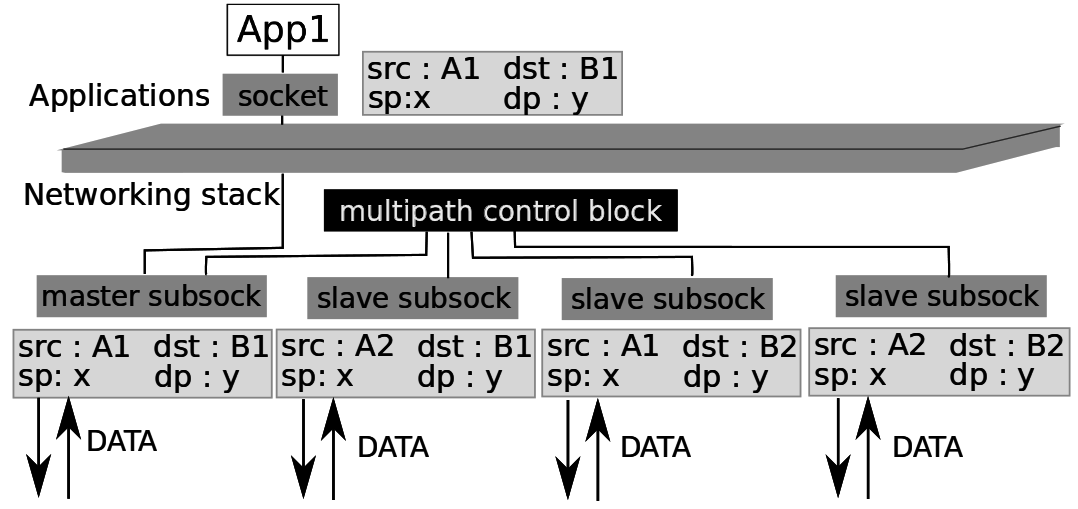 App1
src : A1 dst : B1
Applications socket
sp:x dp : y
Networking stack
multipath control block
master subsock
slave subsock
slave subsock
slave subsock
src : A1 dst : B1
sp: x dp : y
src : A2 dst : B1
sp: x dp : y
src : A1 dst : B2
sp: x dp : y
src : A2 dst : B2
sp: x dp : y
DATA
DATA
DATA
DATA